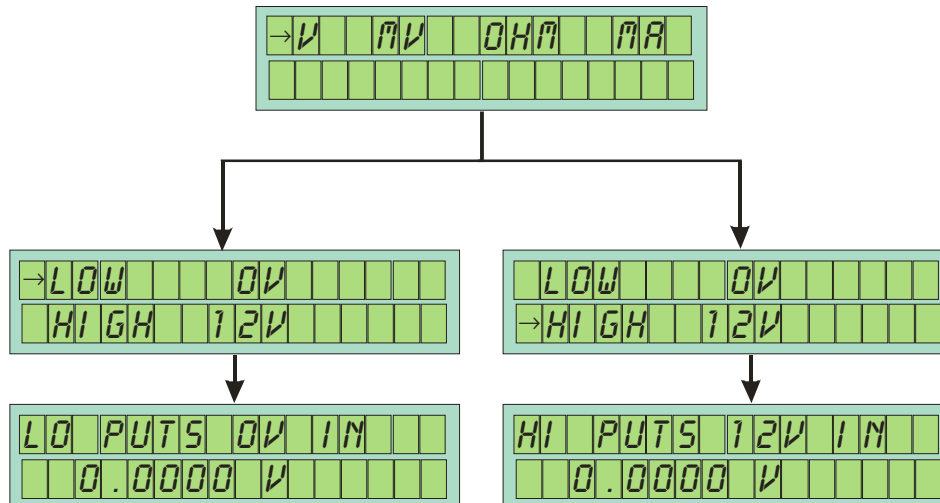 →V MV OHM MA
→LOW 0V
HIGH 12V
LOW 0V
→HIGH 12V
LO PUTS 0V IN
0.0000 V
HI PUTS 12V IN
0.0000 V